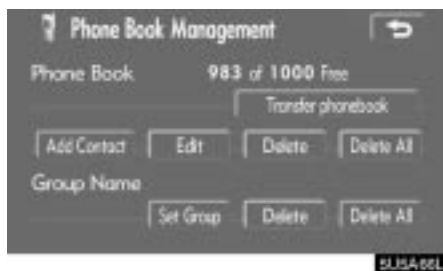 Phone Book Management
Phone Book 983 of 1000 Free
Transfer phonebook
Add Contact Edit Delete Delete All
Group Name
Set Group Delete Delete All